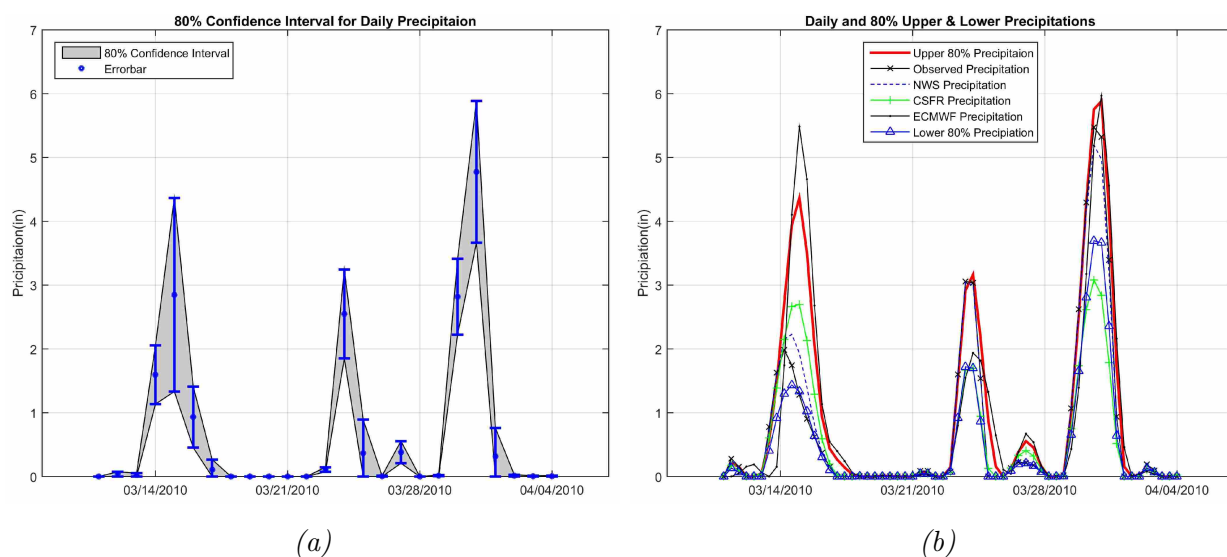 80% Confidence Interval for Daily Precipitaion
7
6
5
4
3
2
1
0
Pricipitaion(in)
80% Confidence Interval
Errorbar
03/14/2010
03/21/2010
03/28/2010
04/04/2010
(a)
Daily and 80% Upper & Lower Precipitations
7
6
5
4
3
2
1
0
Pricipiation(in)
Upper 80% Precipitaion
Observed Precipitation
NWS Precipitation
CSFR Precipitation
ECMWF Precipitation
Lower 80% Precipiation
03/14/2010
03/21/2010
03/28/2010
04/04/2010
(b)